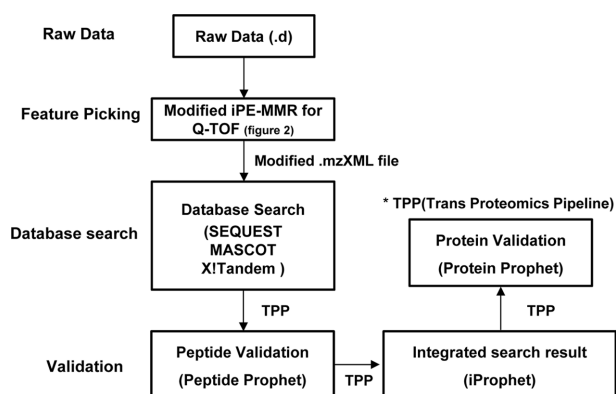 Raw Data
Raw Data (.d)
Feature Picking
Modified iPE-MMR for
Q-TOF (figure 2)
Modified .mzXML file
Database search
Database Search
(SEQUEST
MASCOT
X!Tandem )
* TPP(Trans Proteomics Pipeline)
Protein Validation
(Protein Prophet)
TPP
TPP
Validation
Peptide Validation
(Peptide Prophet)
TPP
Integrated search result
(iProphet)